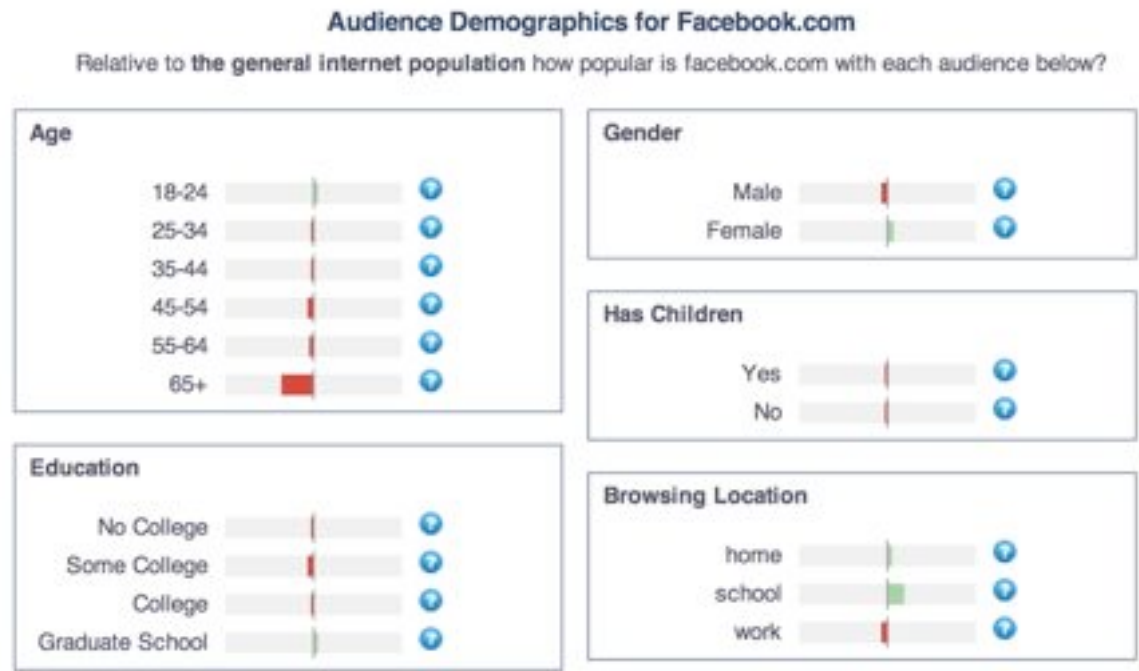 Audience Demographics for Facebook.com
Relative to the general internet population how popular is facebook.com with each audience below?
Age
18-24
25-34
35-44
45-54
55-64
65+
Education
No College
Some College
College
Graduate School
Gender
Male
Female
Has Children
Yes
No
Browsing Location
home
school
work